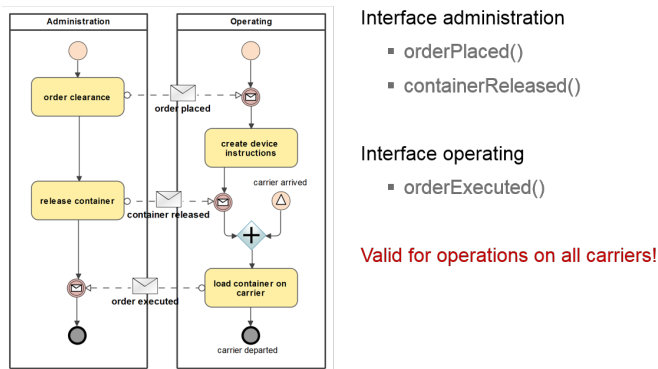 Administration
Operating
order clearance
order placed
create device
instructions
carrier arrived
release container
container released
load container on
carrier
order executed
carrier departed
Interface administration
orderPlaced()
containerReleased()
Interface operating
orderExecuted()
Valid for operations on all carriers!